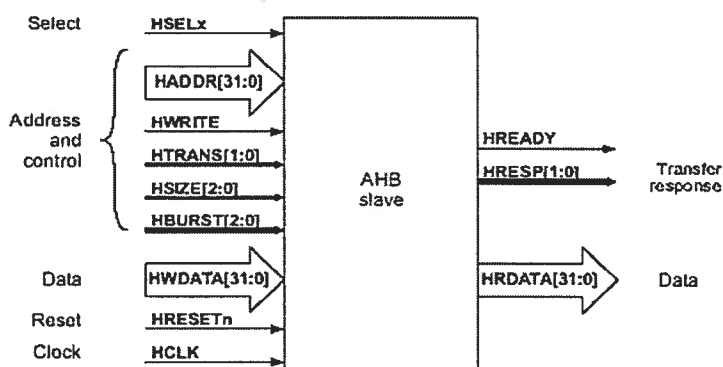 Select
HSELx
HADDR[31:0]
Address
and
control
HWRITE
HTRANS[1:0]
HSIZE[2:0]
HBURST[2:0]
Data
HWDATA[31:0]
Reset
HRESETn
Clock
HCLK
AHB
slave
HREADY
HRESP[1:0]
Transfer
response
HRDATA[31:0]
Data